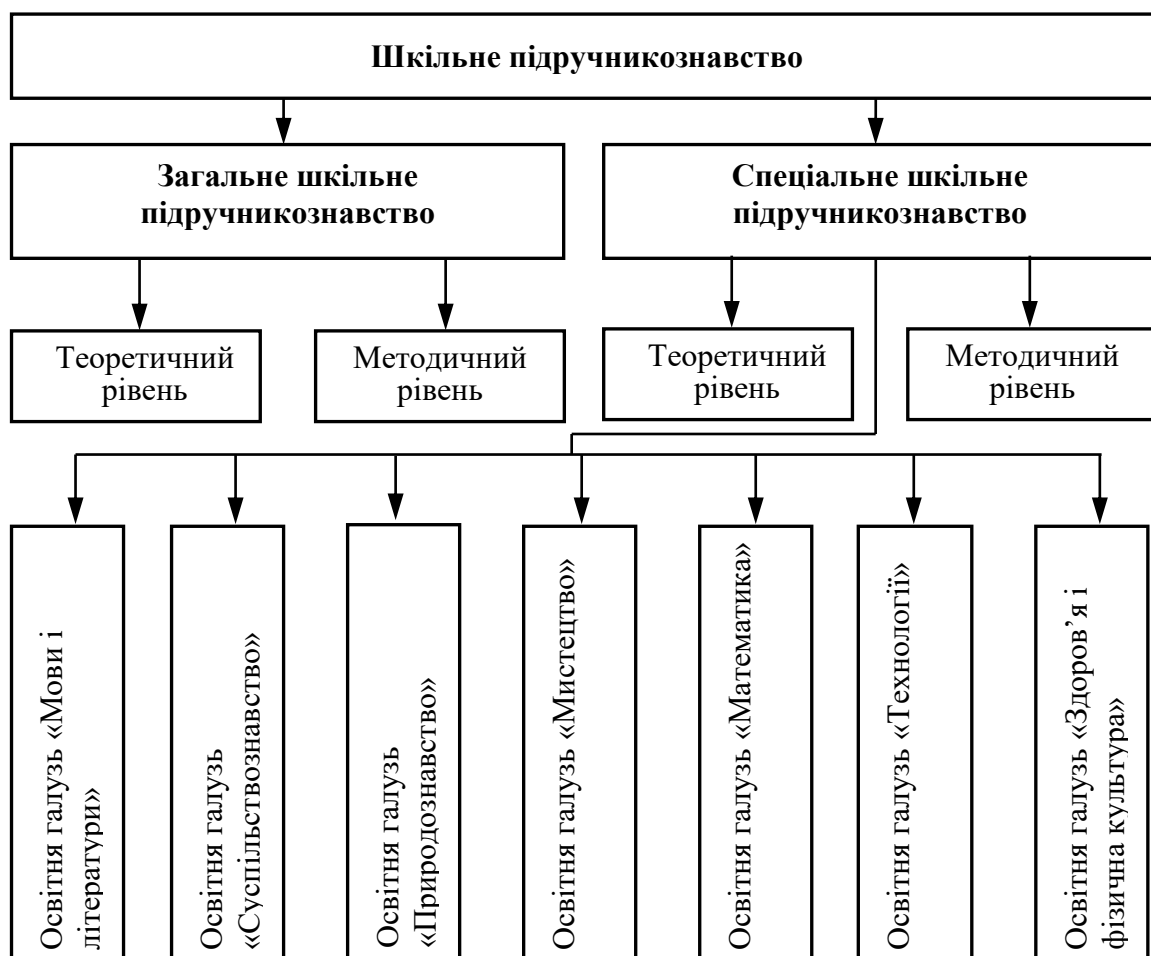 Шкільне підручникознавство
Загальне шкільне
підручникознавство
Спеціальне шкільне
підручникознавство
Теоретичний
рівень
Методичний
рівень
Теоретичний
рівень
Методичний
рівень
Освітня галузь «Мови і
літератури»
Освітня галузь
«Суспільствознавство»
Освітня галузь
«Природознавство»
Освітня галузь «Мистецтво»
Освітня галузь «Математика»
Освітня галузь «Технології»
Освітня галузь «Здоров’я і
фізична культура»